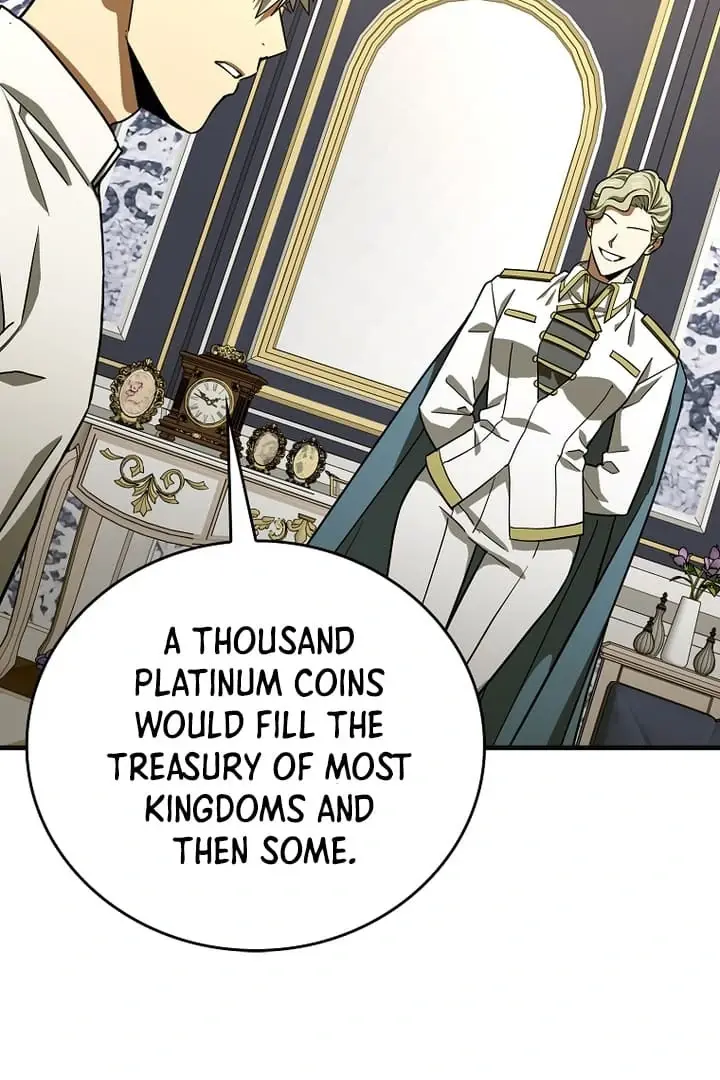 A THOUSAND
PLATINUM COINS
WOULD FILL THE
TREASURY OF MOST
KINGDOMS AND
THEN SOME.